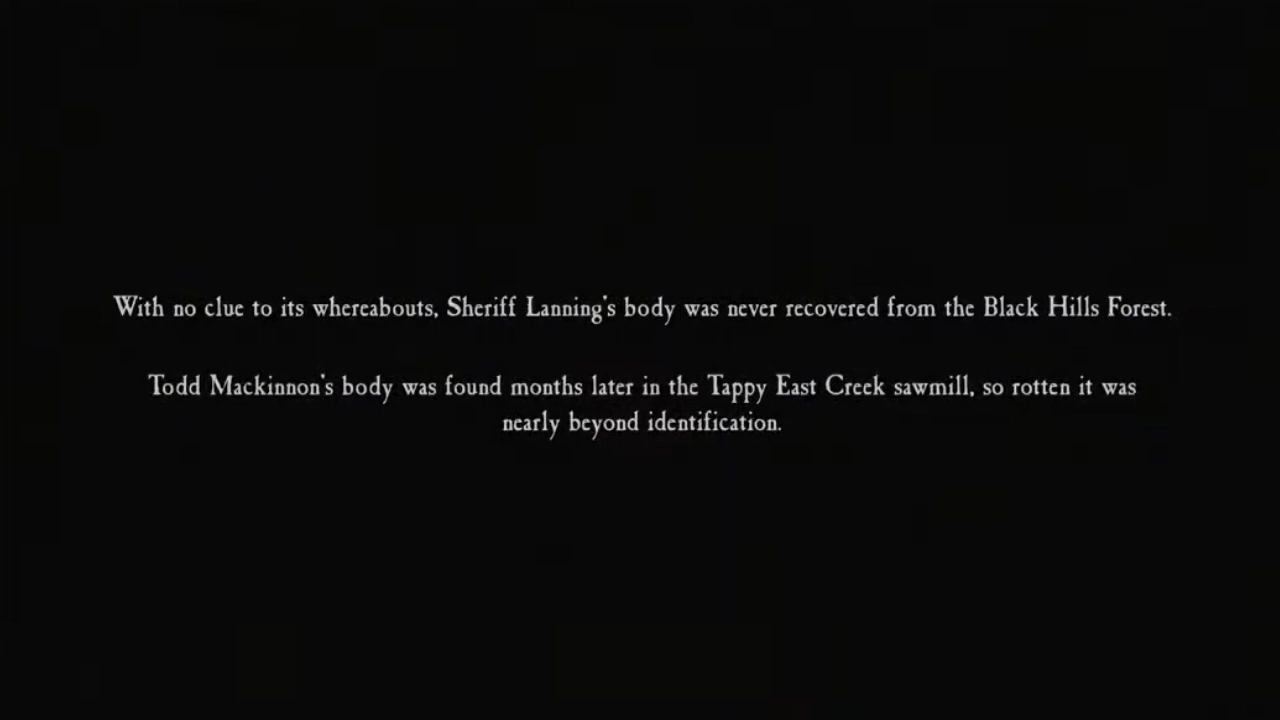 With no clue to its whereabouts, Sheriff Lanning's body was never recovered from the Black Hills Forest.
Todd Mackinnon's body was found months later in the Tappy East Creek sawmill, so rotten it was
nearly beyond identification.